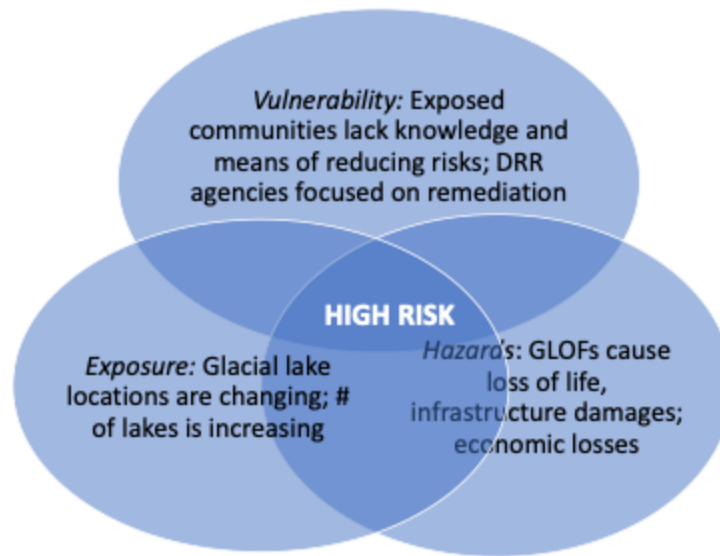 Vulnerability: Exposed
communities lack knowledge and
means of reducing risks; DRR
agencies focused on remediation
HIGH RISK
Exposure: Glacial lake
locations are changing; #
of lakes is increasing
Hazards: GLOFs cause
loss of life,
infrastructure damages;
economic losses